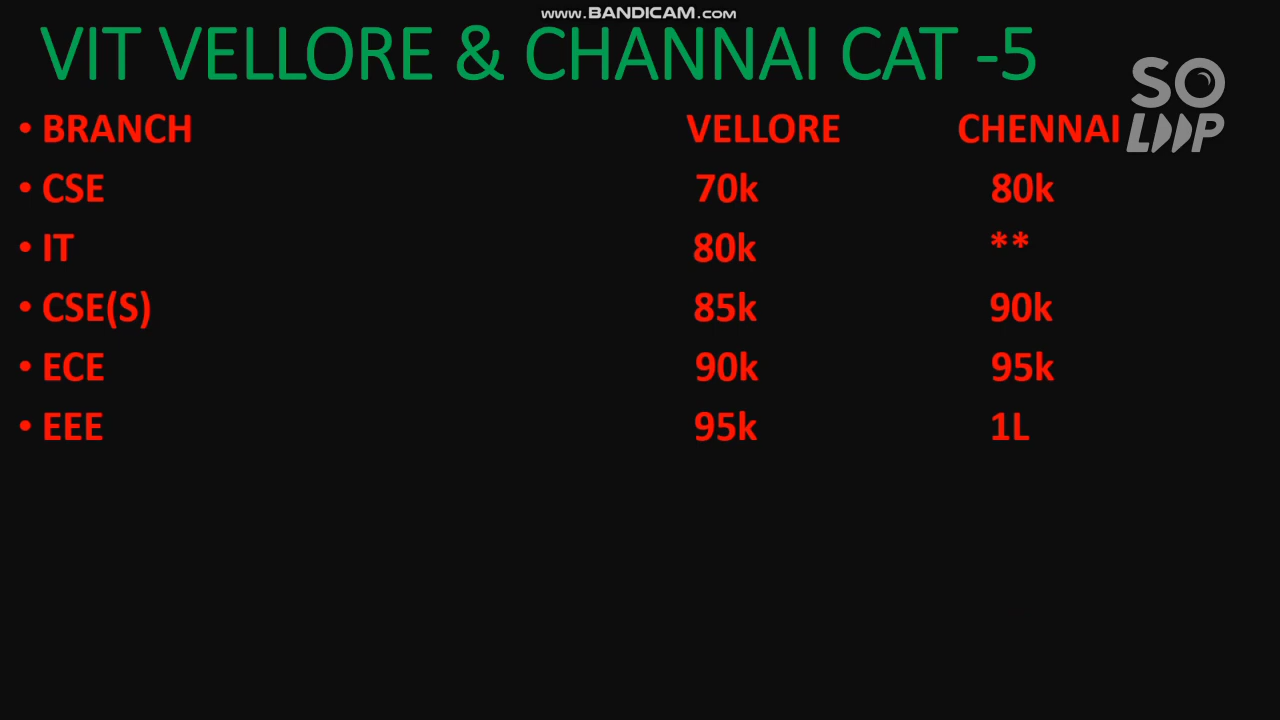 www.BANDICAM.com
VIT VELLORE & CHANNAI CAT -5
SO
LOOP
• BRANCH VELLORE CHENNAI
• CSE 70k 80k
• IT 80k **
• CSE(S) 85k 90k
• ECE 90k 95k
• EEE 95k 1L